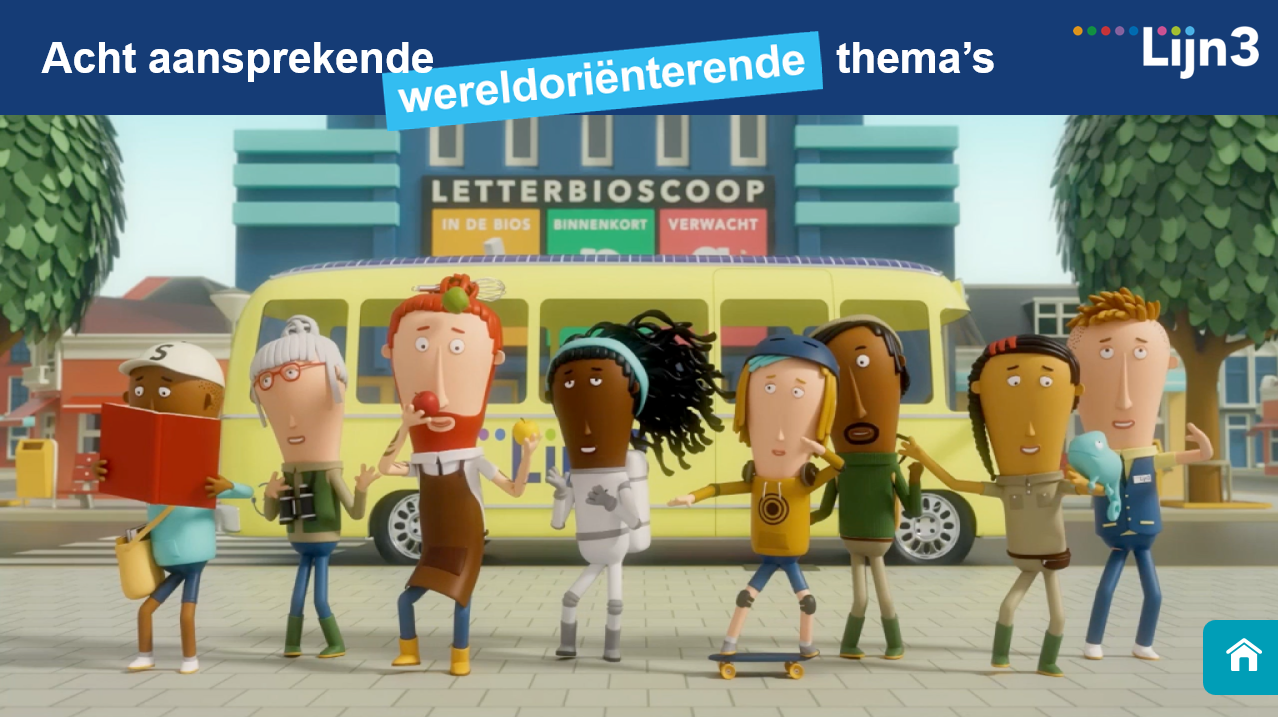 Acht aansprekende wereldoriënterende thema's
Lijn3
LETTERBIOSCOOP
IN DE BIOS
BINNENKORT
VERWACHT
S